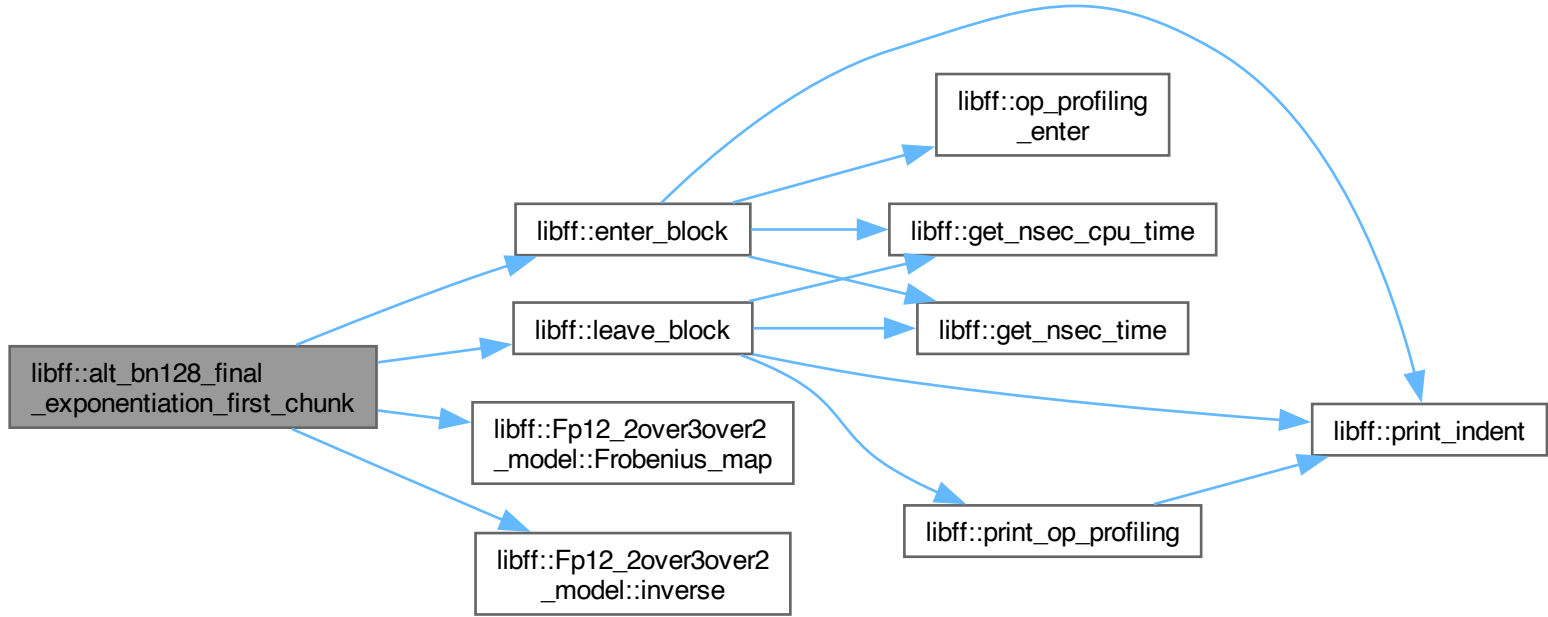 libff::alt_bn128_final
_exponentiation_first_chunk
libff::enter_block
libff::leave_block
libff::Fp12_2over3over2
_model::Frobenius_map
libff::Fp12_2over3over2
_model::inverse
libff::op_profiling
_enter
libff::get_nsec_cpu_time
libff::get_nsec_time
libff::print_op_profiling
libff::print_indent